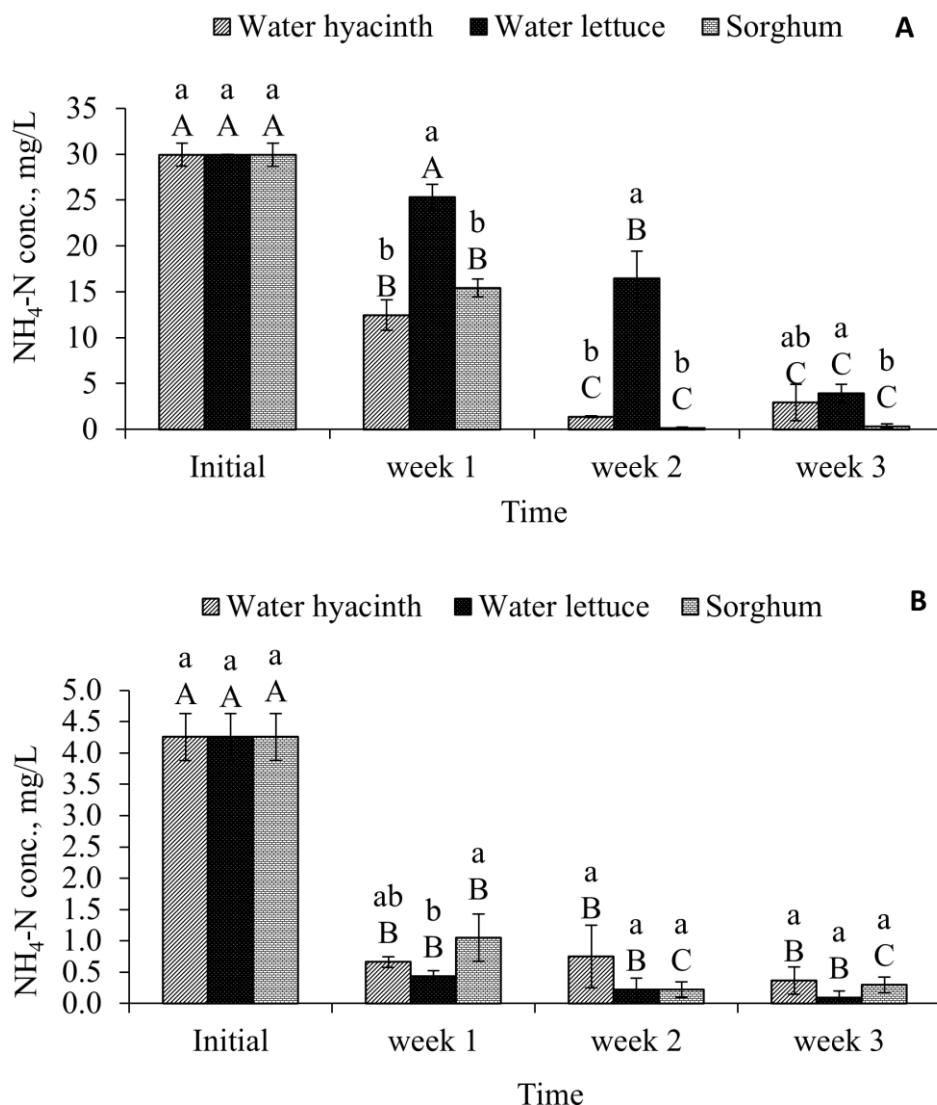 Water hyacinth Water lettuce Sorghum A
a a a
A A A
a
A
b b
B B
a
B
b b
C C
ab a b
C C C
35
30
25
20
15
10
5
0
NH₄-N conc., mg/L
Initial week 1 week 2 week 3
Time
Water hyacinth Water lettuce Sorghum B
a a a
A A A
ab b a
B B B
a a a
B B C
a a a
B B C
5.0
4.5
4.0
3.5
3.0
2.5
2.0
1.5
1.0
0.5
0.0
NH₄-N conc., mg/L
Initial week 1 week 2 week 3
Time